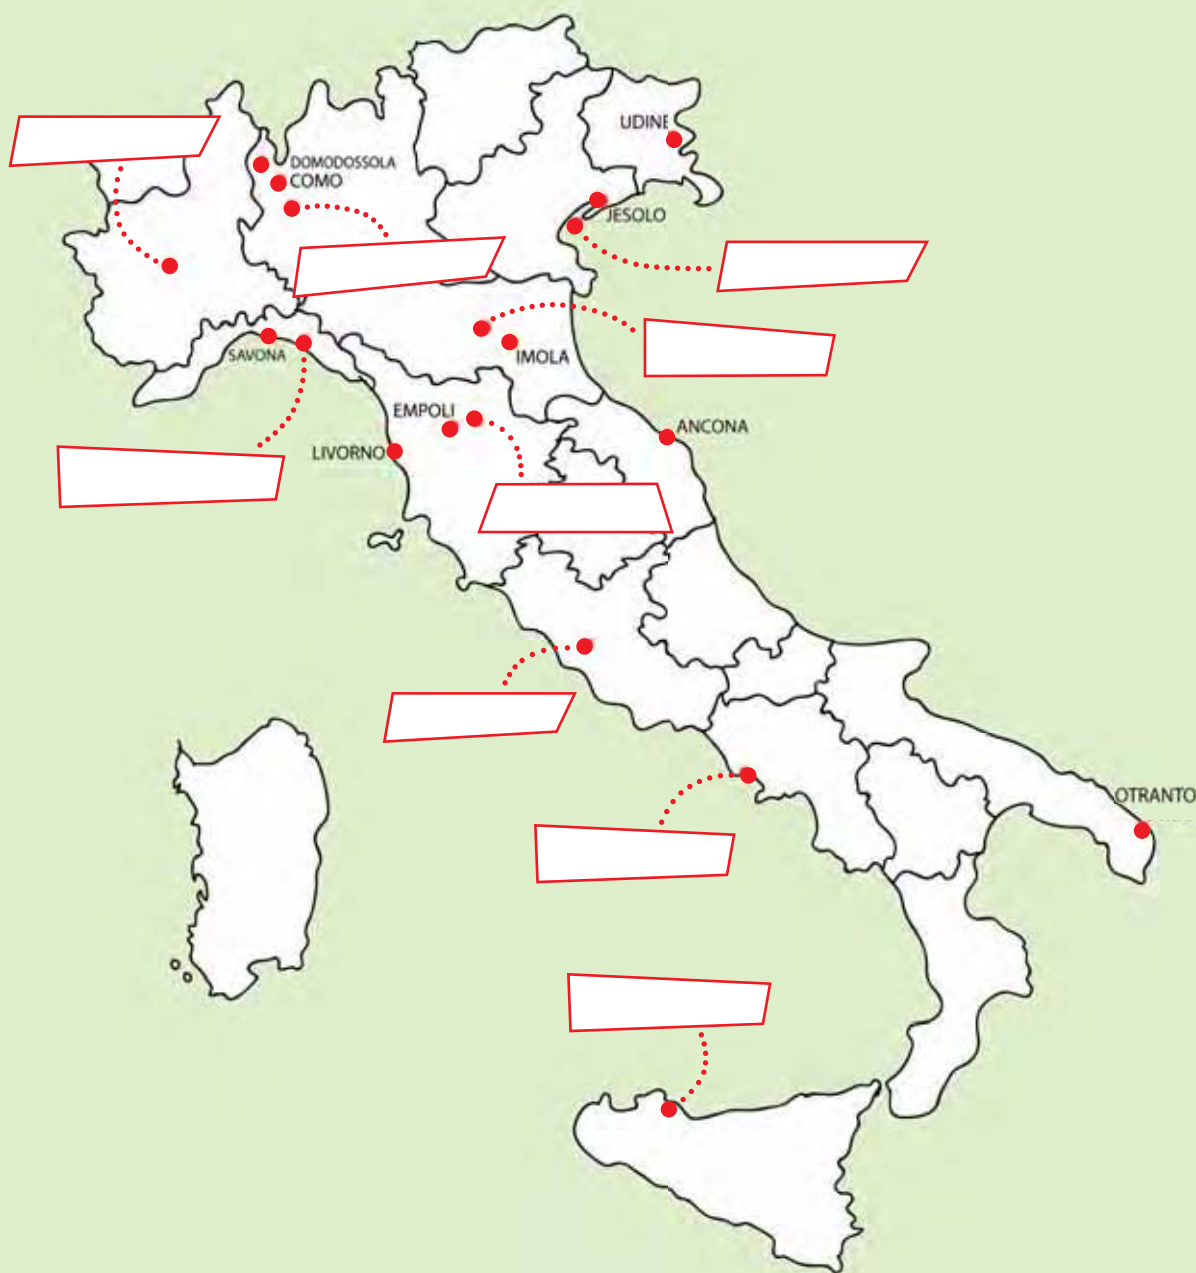 UDINE
DOMODOSSOLA
COMO
JESOLO
SAVONA
IMOLA
EMPOLI
ANCONA
LIVORNO
OTRANTO